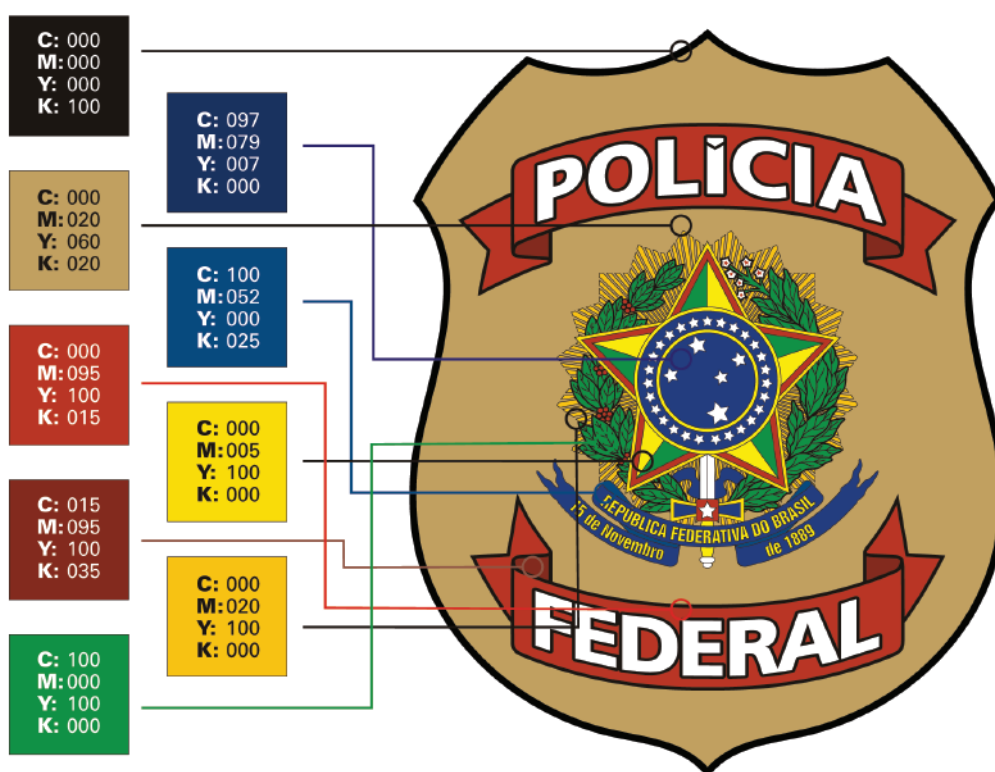 C: 000
M: 000
Y: 000
K: 100
C: 097
M: 079
Y: 007
K: 000
C: 000
M: 020
Y: 060
K: 020
C: 100
M: 052
Y: 000
K: 025
C: 000
M: 095
Y: 100
K: 015
C: 000
M: 005
Y: 100
K: 000
C: 015
M: 095
Y: 100
K: 035
C: 000
M: 020
Y: 100
K: 000
C: 100
M: 000
Y: 100
K: 000
POLÍCIA
REPÚBLICA FEDERATIVA DO BRASIL
15 de Novembro
de 1889
FEDERAL